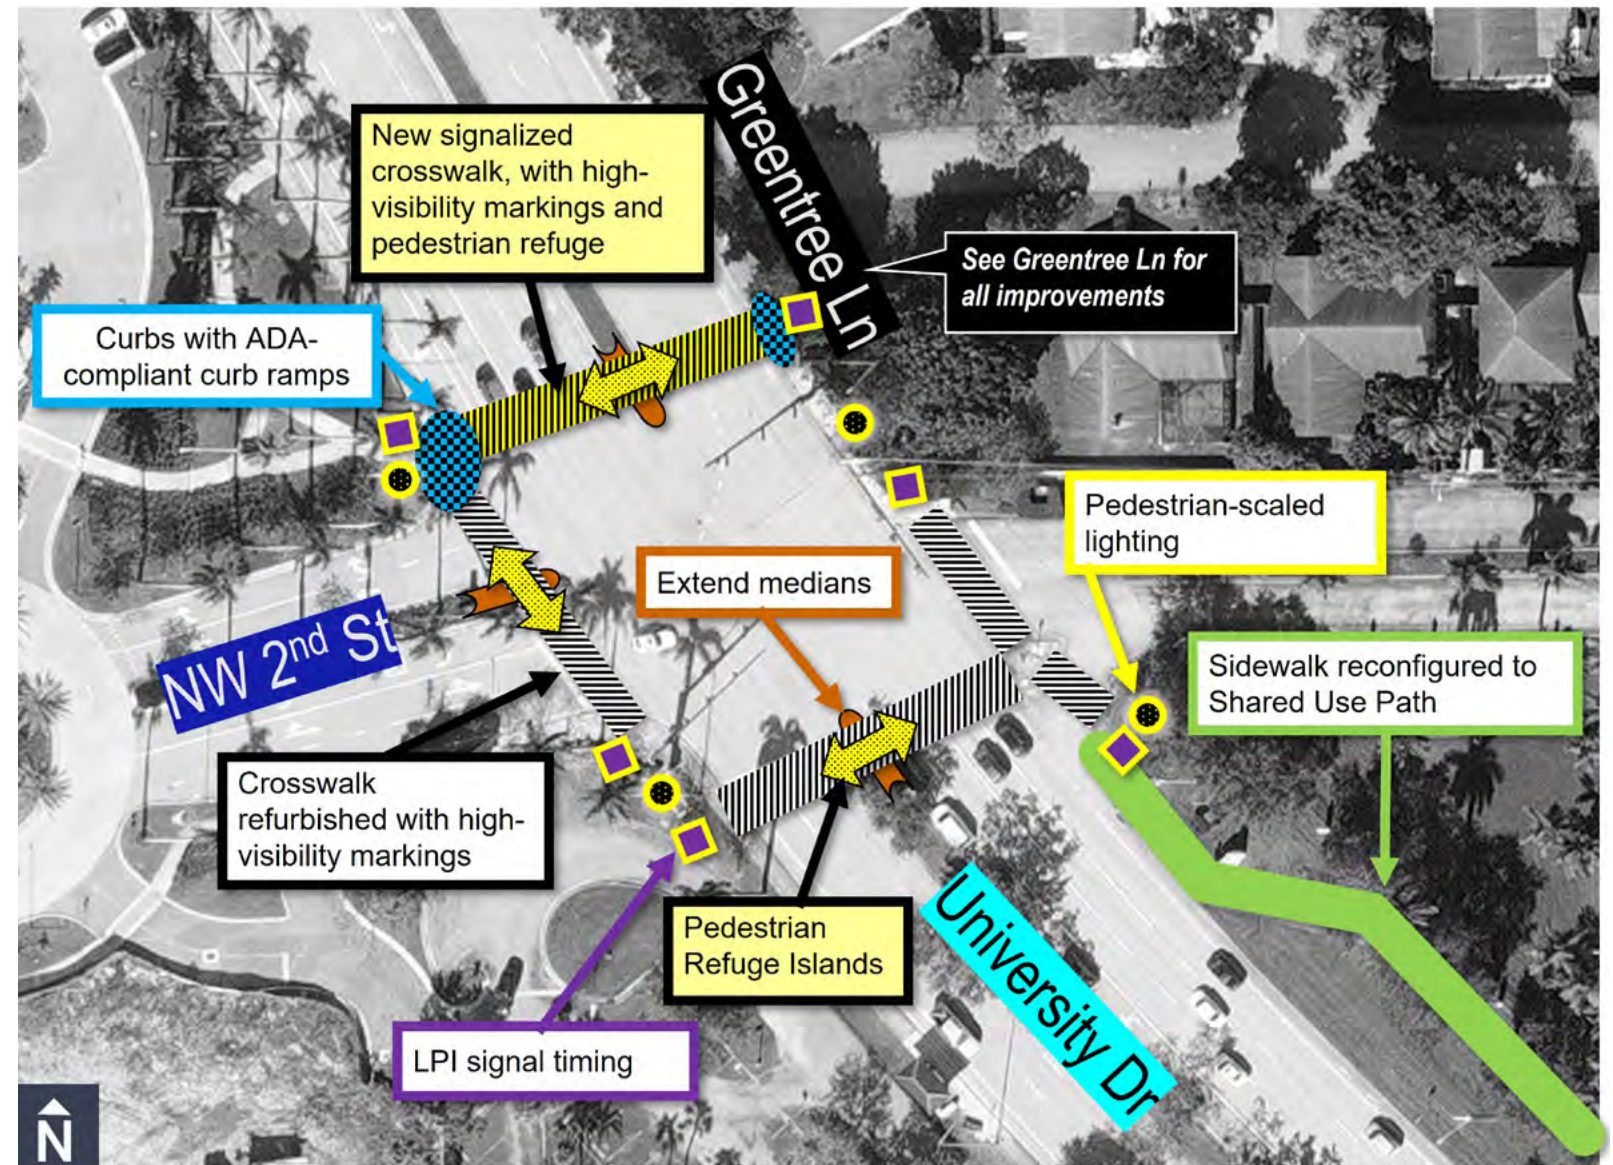 New signalized
crosswalk, with high-
visibility markings and
pedestrian refuge
Greentree Ln
See Greentree Ln for
all improvements
Curbs with ADA-
compliant curb ramps
Pedestrian-scaled
lighting
Extend medians
NW 2nd St
Sidewalk reconfigured to
Shared Use Path
Crosswalk
refurbished with high-
visibility markings
Pedestrian
Refuge Islands
University Dr
LPI signal timing
N